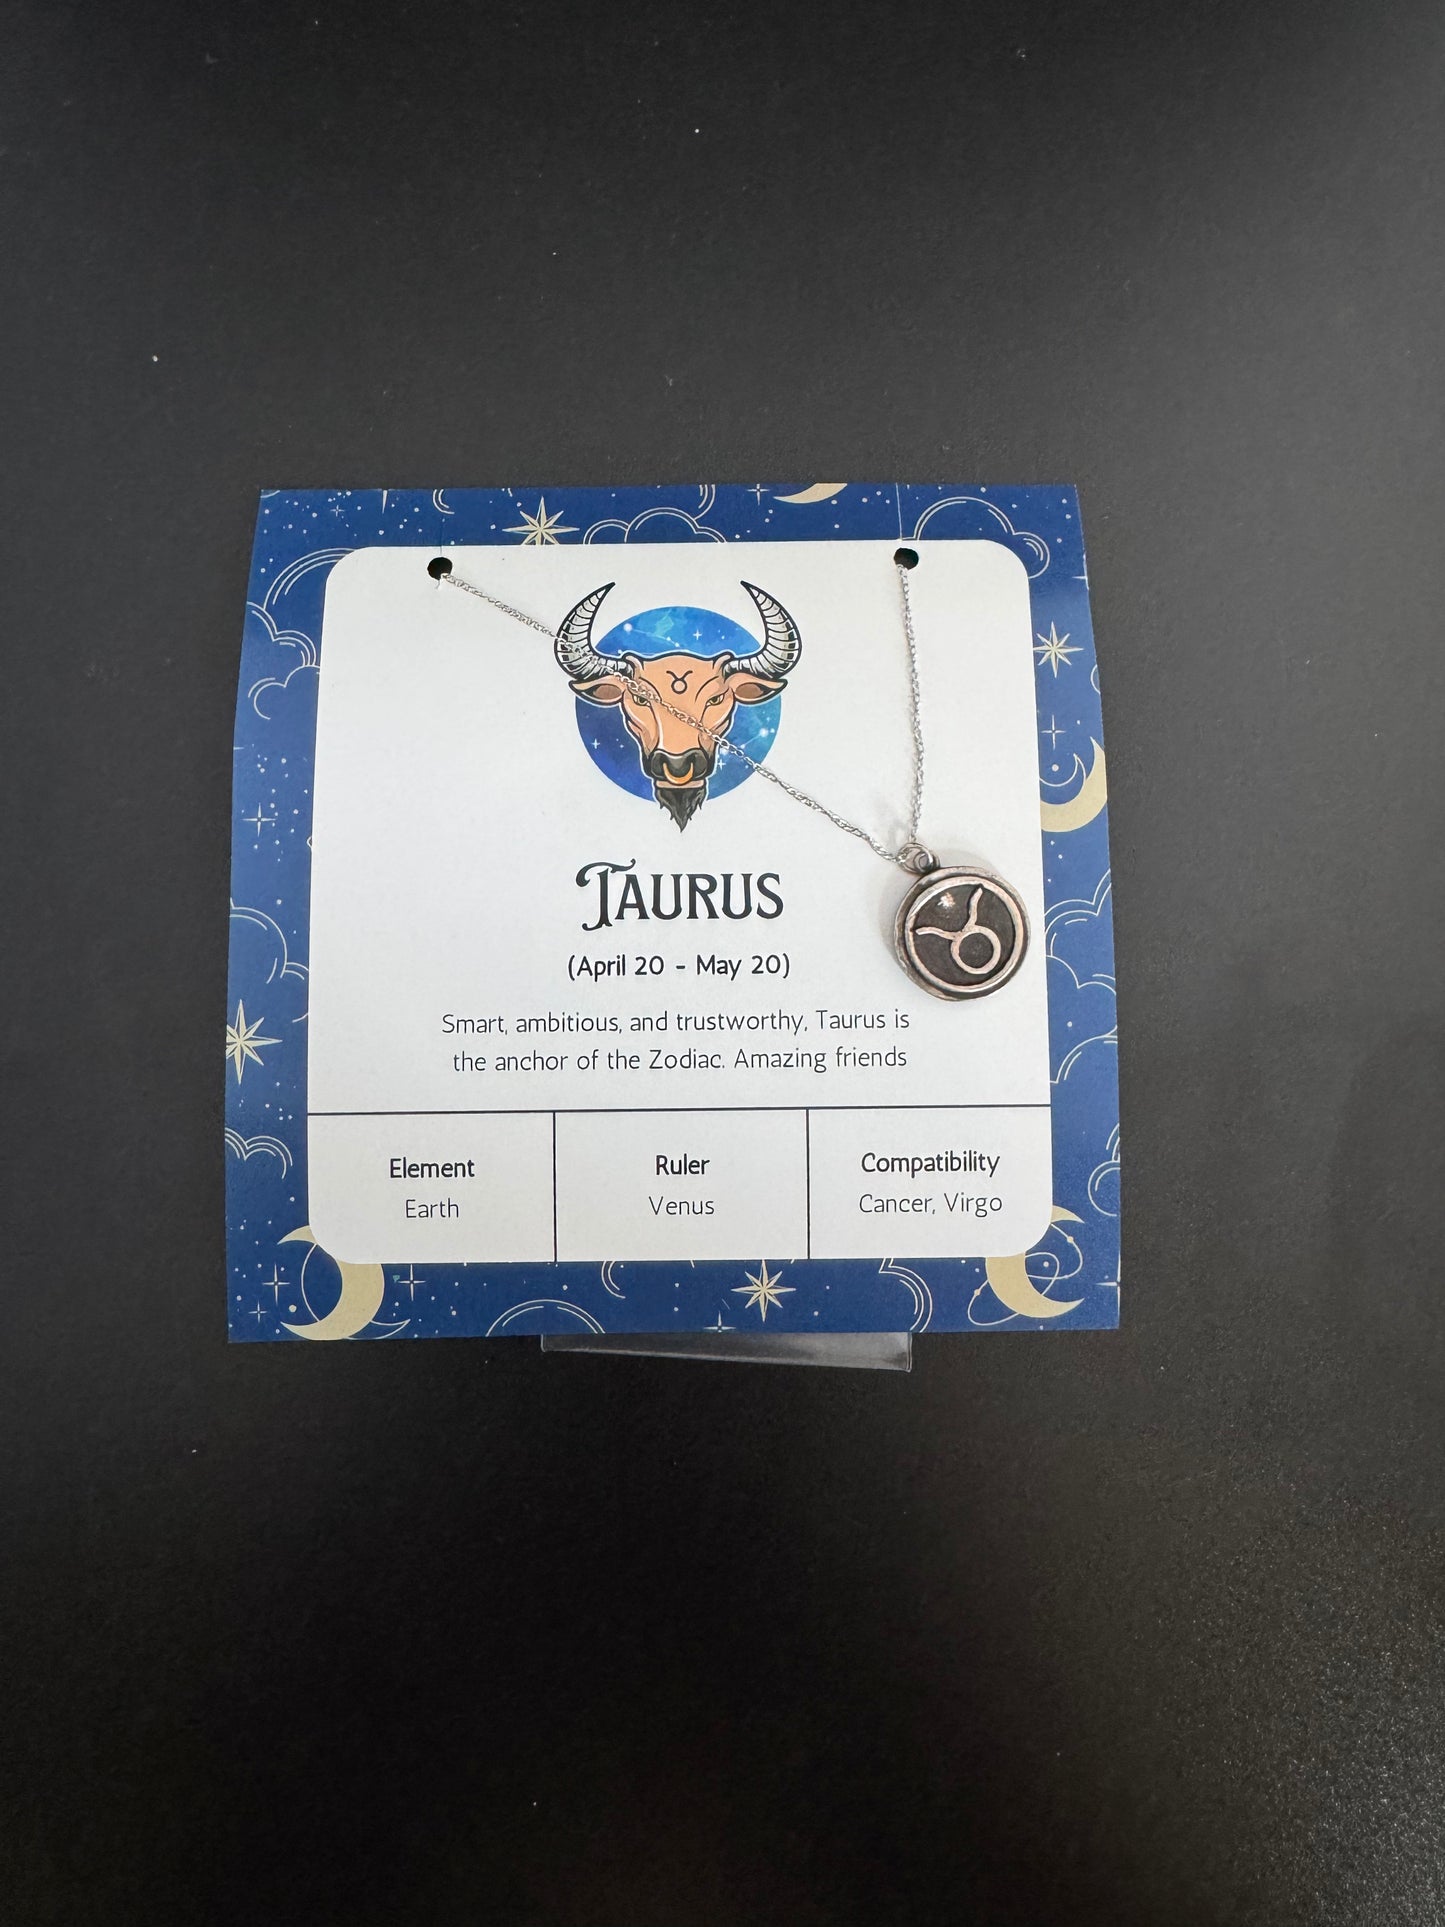 Taurus
(April 20 - May 20)
Smart, ambitious, and trustworthy, Taurus is
the anchor of the Zodiac. Amazing friends
Element
Earth
Ruler
Venus
Compatibility
Cancer, Virgo